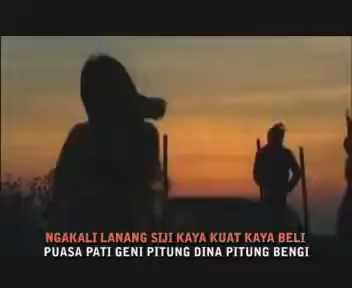 NGAKALI LANANG SIJI KAYA KUAT KAYA BELI
PUASA PATI GENI PITUNG DINA PITUNG BENGI